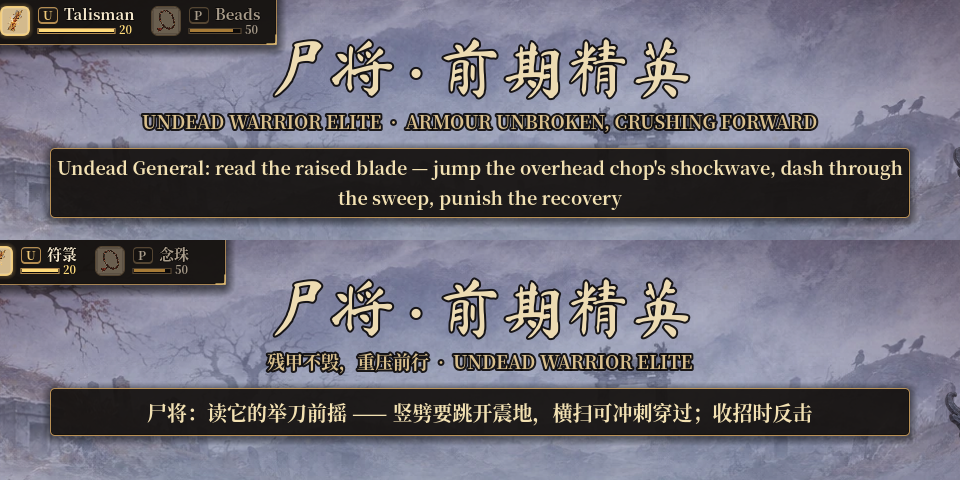 U Talisman 20 P Beads 50
尸将·前期精英
UNDEAD WARRIOR ELITE · ARMOUR UNBROKEN, CRUSHING FORWARD
Undead General: read the raised blade — jump the overhead chop's shockwave, dash through
the sweep, punish the recovery
U 符箓 20 P 念珠 50
尸将·前期精英
残甲不毁，重压前行 · UNDEAD WARRIOR ELITE
尸将：读它的举刀前摇 —— 竖劈要跳开震地，横扫可冲刺穿过；收招时反击